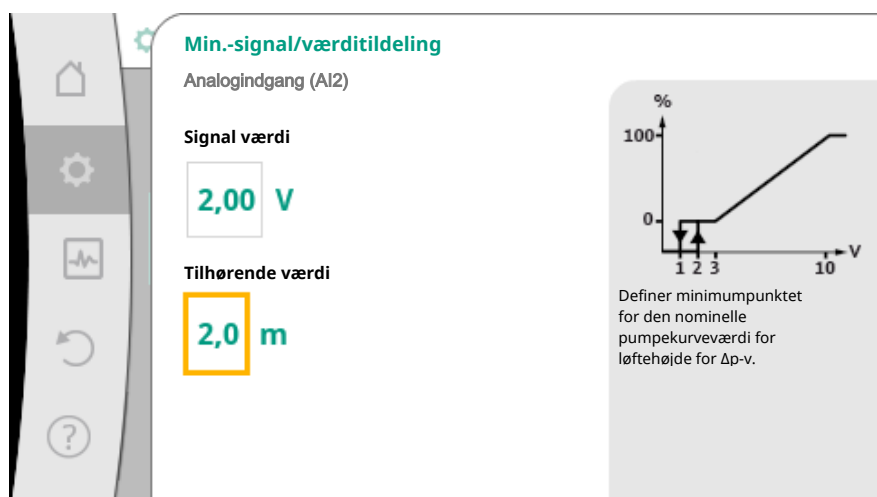 Min.-signal/værditildeling
Analogindgang (AI2)
Signal værdi
2,00 V
Tilhørende værdi
2,0 m
%
100
0
1 2 3 10 V
Definer minimumpunktet
for den nominelle
pumpekurveværdi for
løftehøjde for Δp-v.
?